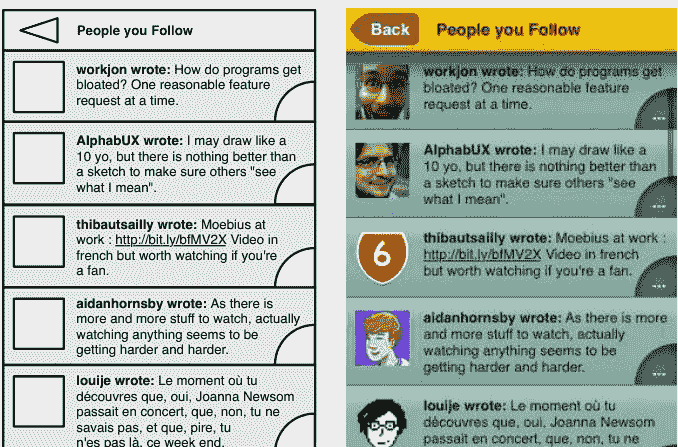 People you Follow
workjon wrote: How do programs get
bloated? One reasonable feature
request at a time.
AlphabUX wrote: I may draw like a
10 yo, but there is nothing better than
a sketch to make sure others "see
what I mean".
thibautsailly wrote: Moebius at
work : http://bit.ly/bfMV2X Video in
french but worth watching if you're
a fan.
aidanhornsby wrote: As there is
more and more stuff to watch, actually
watching anything seems to be
getting harder and harder.
louije wrote: Le moment où tu
découvres que, oui, Joanna Newsom
passait en concert, que, non, tu ne
savais pas, et que, pire, tu
n'es pas là, ce week end.
Back
People you Follow
workjon wrote: How do programs get
bloated? One reasonable feature
request at a time.
...
AlphabUX wrote: I may draw like a
10 yo, but there is nothing better than
a sketch to make sure others "see
what I mean".
...
6
thibautsailly wrote: Moebius at work :
http://bit.ly/bfMV2X Video in french
but worth watching if you're a fan.
...
aidanhornsby wrote: As there is more
and more stuff to watch, actually
watching anything seems to be
getting harder and harder.
...
louije wrote: Le moment où tu
découvres que, oui, Joanna Newsom
passait en concert, que, non, tu ne